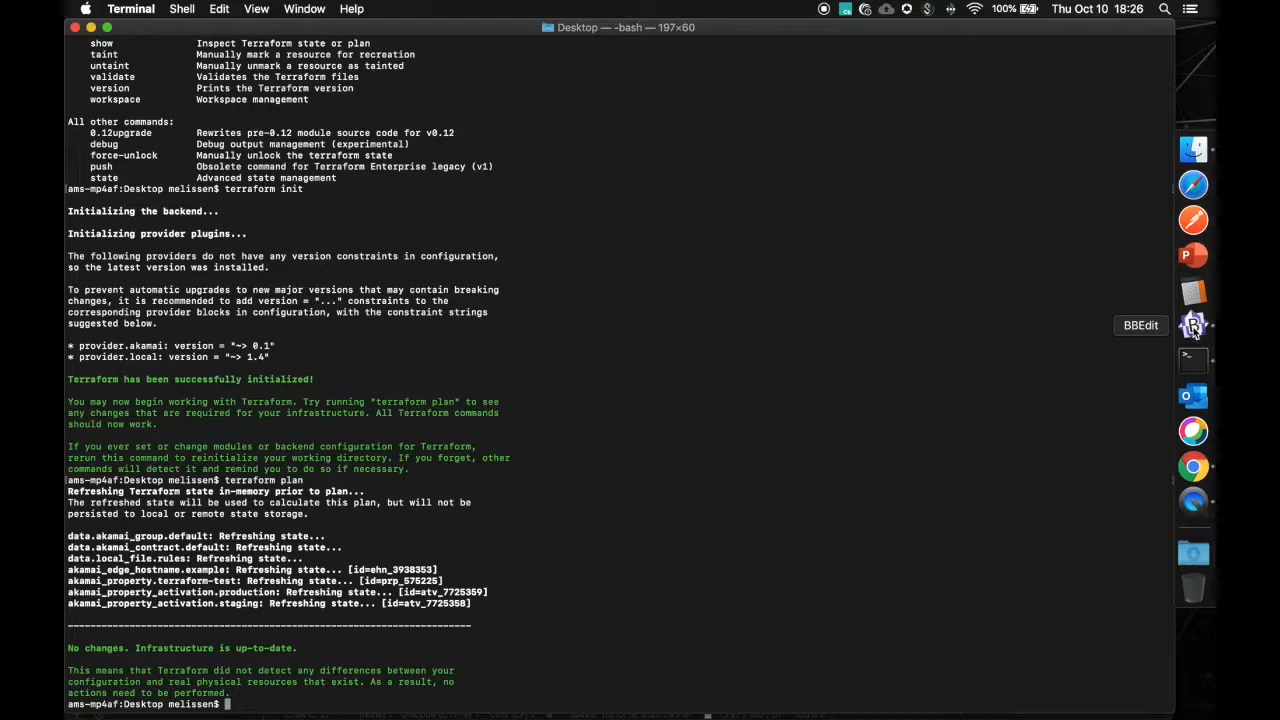 Terminal Shell Edit View Window Help 100% Thu Oct 10 18:26
Desktop — -bash — 197×60
show Inspect Terraform state or plan
taint Manually mark a resource for recreation
untaint Manually unmark a resource as tainted
validate Validates the Terraform files
version Prints the Terraform version
workspace Workspace management
All other commands:
0.12upgrade Rewrites pre-0.12 module source code for v0.12
debug Debug output management (experimental)
force-unlock Manually unlock the terraform state
push Obsolete command for Terraform Enterprise legacy (v1)
state Advanced state management
[ams-mp4af:Desktop melissen$ terraform init ]
Initializing the backend...
Initializing provider plugins...
The following providers do not have any version constraints in configuration,
so the latest version was installed.
To prevent automatic upgrades to new major versions that may contain breaking
changes, it is recommended to add version = "..." constraints to the
corresponding provider blocks in configuration, with the constraint strings
suggested below.
* provider.akamai: version = "~> 0.1"
* provider.local: version = "~> 1.4"
BBEdit
Terraform has been successfully initialized!
You may now begin working with Terraform. Try running "terraform plan" to see
any changes that are required for your infrastructure. All Terraform commands
should now work.
If you ever set or change modules or backend configuration for Terraform,
rerun this command to reinitialize your working directory. If you forget, other
commands will detect it and remind you to do so if necessary.
[ams-mp4af:Desktop melissen$ terraform plan ]
Refreshing Terraform state in-memory prior to plan...
The refreshed state will be used to calculate this plan, but will not be
persisted to local or remote state storage.
data.akamai_group.default: Refreshing state...
data.akamai_contract.default: Refreshing state...
data.local_file.rules: Refreshing state...
akamai_edge_hostname.example: Refreshing state... [id=ehn_3938353]
akamai_property.terraform-test: Refreshing state... [id=prp_575225]
akamai_property_activation.production: Refreshing state... [id=atv_7725359]
akamai_property_activation.staging: Refreshing state... [id=atv_7725358]
------------------------------------------------------------------------
No changes. Infrastructure is up-to-date.
This means that Terraform did not detect any differences between your
configuration and real physical resources that exist. As a result, no
actions need to be performed.
ams-mp4af:Desktop melissen$